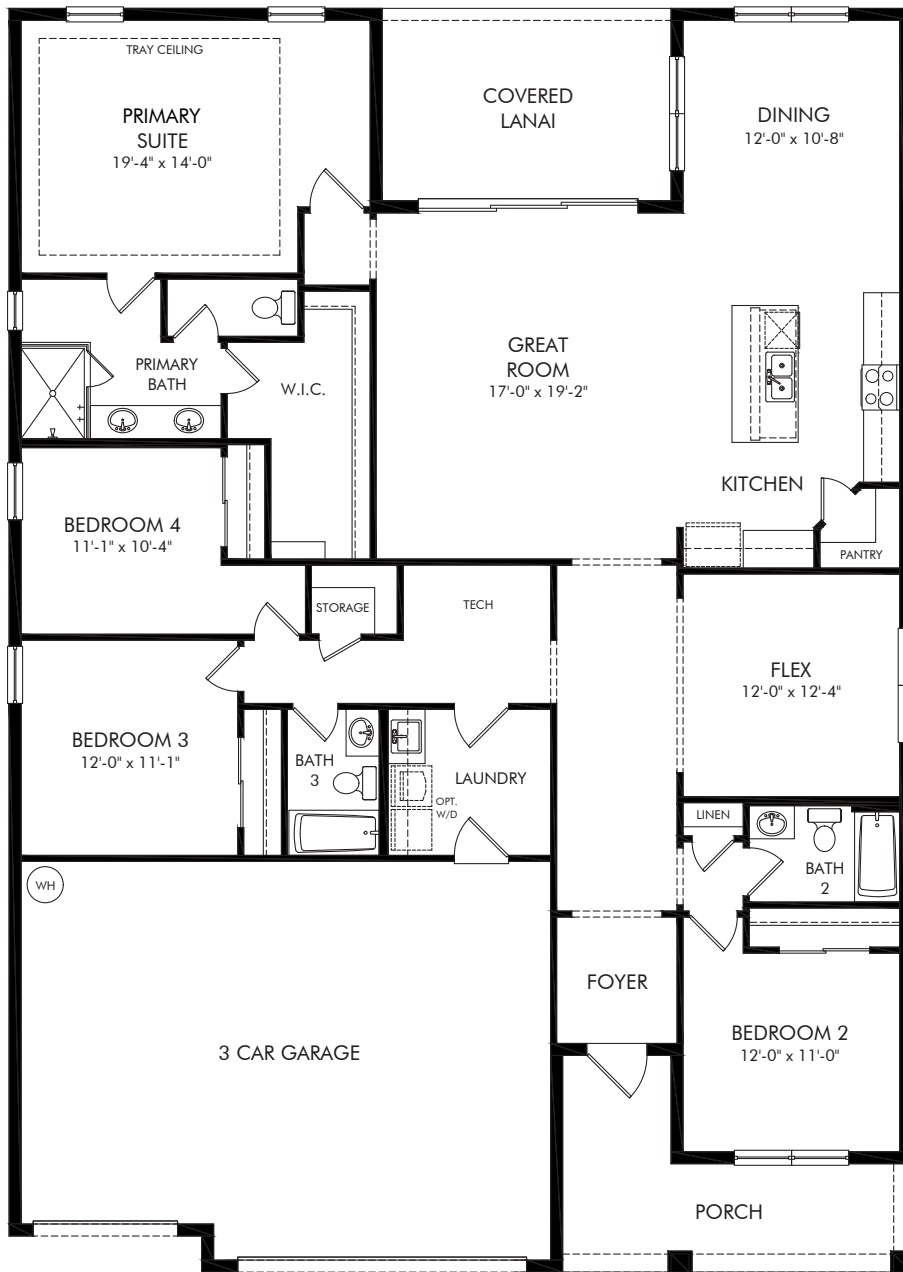 TRAY CEILING
PRIMARY
SUITE
19'-4" x 14'-0"
COVERED
LANAI
DINING
12'-0" x 10'-8"
GREAT
ROOM
17'-0" x 19'-2"
PRIMARY
BATH
W.I.C.
KITCHEN
PANTRY
BEDROOM 4
11'-1" x 10'-4"
STORAGE
TECH
FLEX
12'-0" x 12'-4"
BEDROOM 3
12'-0" x 11'-1"
BATH
3
OPT.
W/D
LAUNDRY
LINEN
BATH
2
WH
FOYER
BEDROOM 2
12'-0" x 11'-0"
3 CAR GARAGE
PORCH